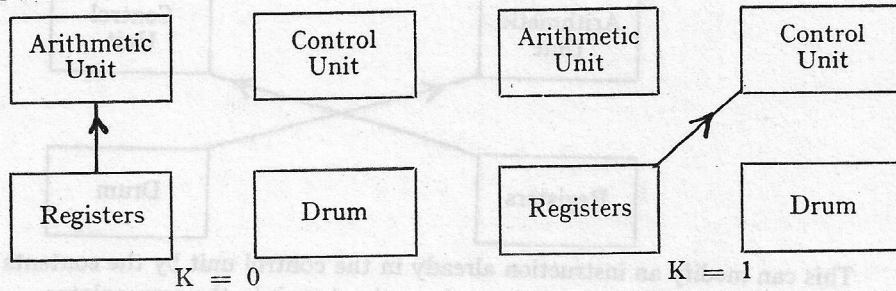 Arithmetic
Unit
Control
Unit
Registers
Drum
K = 0
Arithmetic
Unit
Control
Unit
Registers
Drum
K = 1